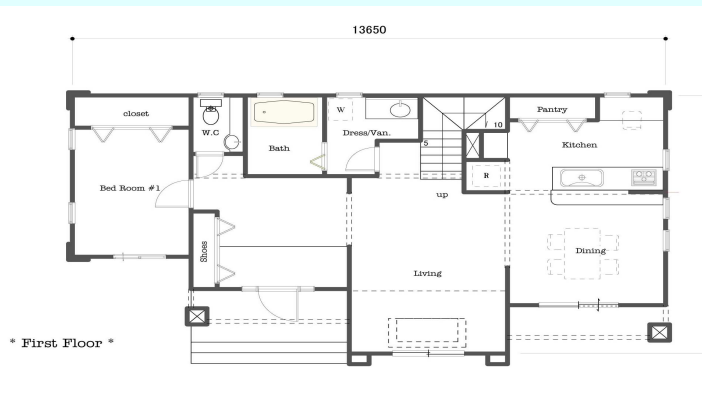 13650
closet
W.C
Bath
W
Dress/Van.
5
10
Pantry
Kitchen
R
up
Bed Room #1
Shoes
Living
Dining
* First Floor *